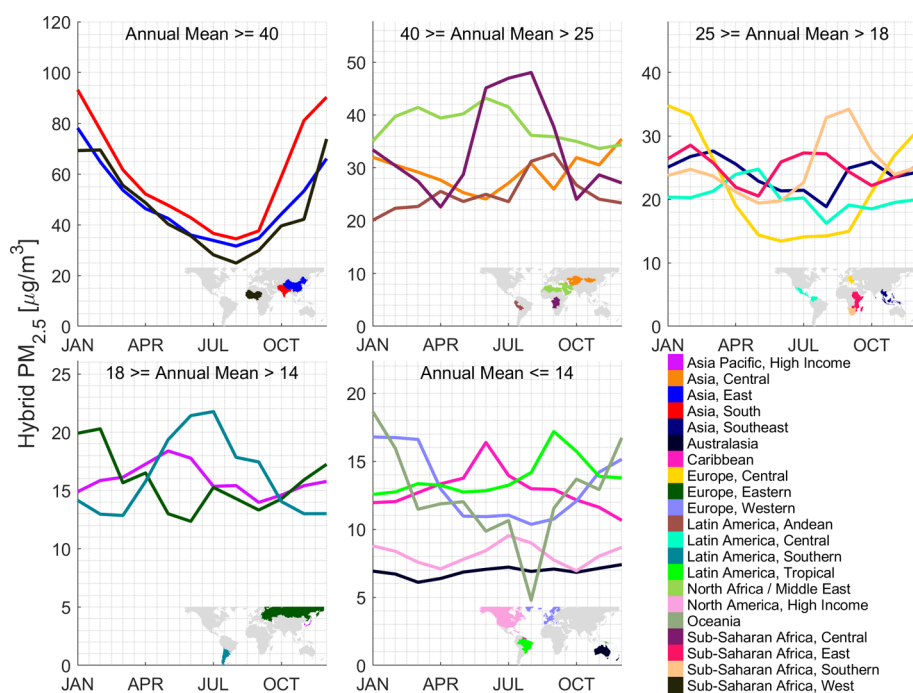 Annual Mean >= 40
40 >= Annual Mean > 25
25 >= Annual Mean > 18
120
100
80
60
40
20
0
50
40
30
20
10
0
40
30
20
10
0
JAN APR JUL OCT
JAN APR JUL OCT
JAN APR JUL OCT
Hybrid PM2.5 [μg/m3]
18 >= Annual Mean > 14
Annual Mean <= 14
25
20
15
10
5
0
20
15
10
5
0
JAN APR JUL OCT
JAN APR JUL OCT
Asia Pacific, High Income
Asia, Central
Asia, East
Asia, South
Asia, Southeast
Australasia
Caribbean
Europe, Central
Europe, Eastern
Europe, Western
Latin America, Andean
Latin America, Central
Latin America, Southern
Latin America, Tropical
North Africa / Middle East
North America, High Income
Oceania
Sub-Saharan Africa, Central
Sub-Saharan Africa, East
Sub-Saharan Africa, Southern
Sub-Saharan Africa, West